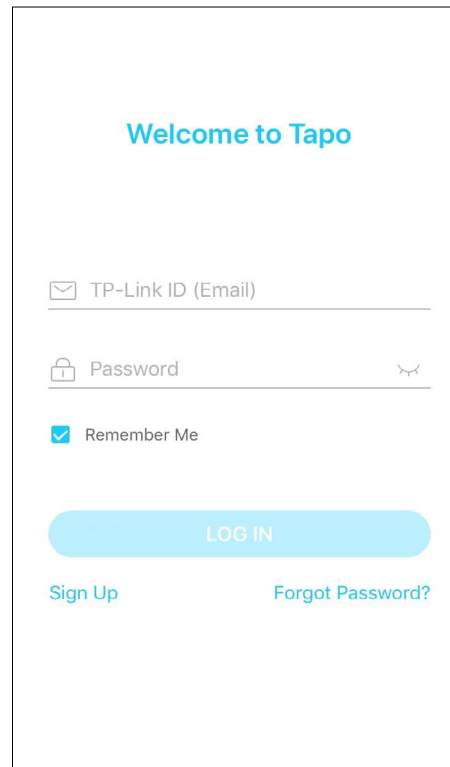 Welcome to Tapo
TP-Link ID (Email)
Password
Remember Me
LOG IN
Sign Up
Forgot Password?